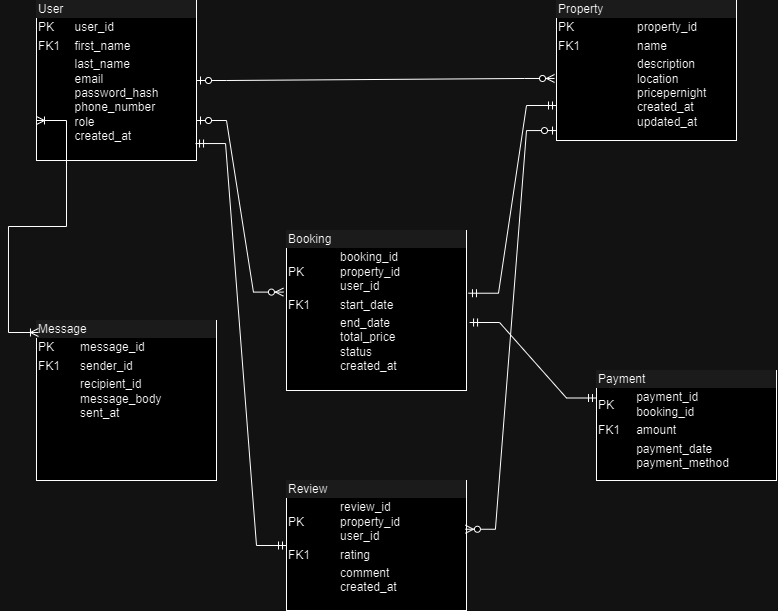 User
PK user_id
FK1 first_name
last_name
email
password_hash
phone_number
role
created_at
Property
PK property_id
FK1 name
description
location
pricepernight
created_at
updated_at
Booking
booking_id
PK property_id
user_id
FK1 start_date
end_date
total_price
status
created_at
Message
PK message_id
FK1 sender_id
recipient_id
message_body
sent_at
Payment
payment_id
PK booking_id
FK1 amount
payment_date
payment_method
Review
review_id
PK property_id
user_id
FK1 rating
comment
created_at